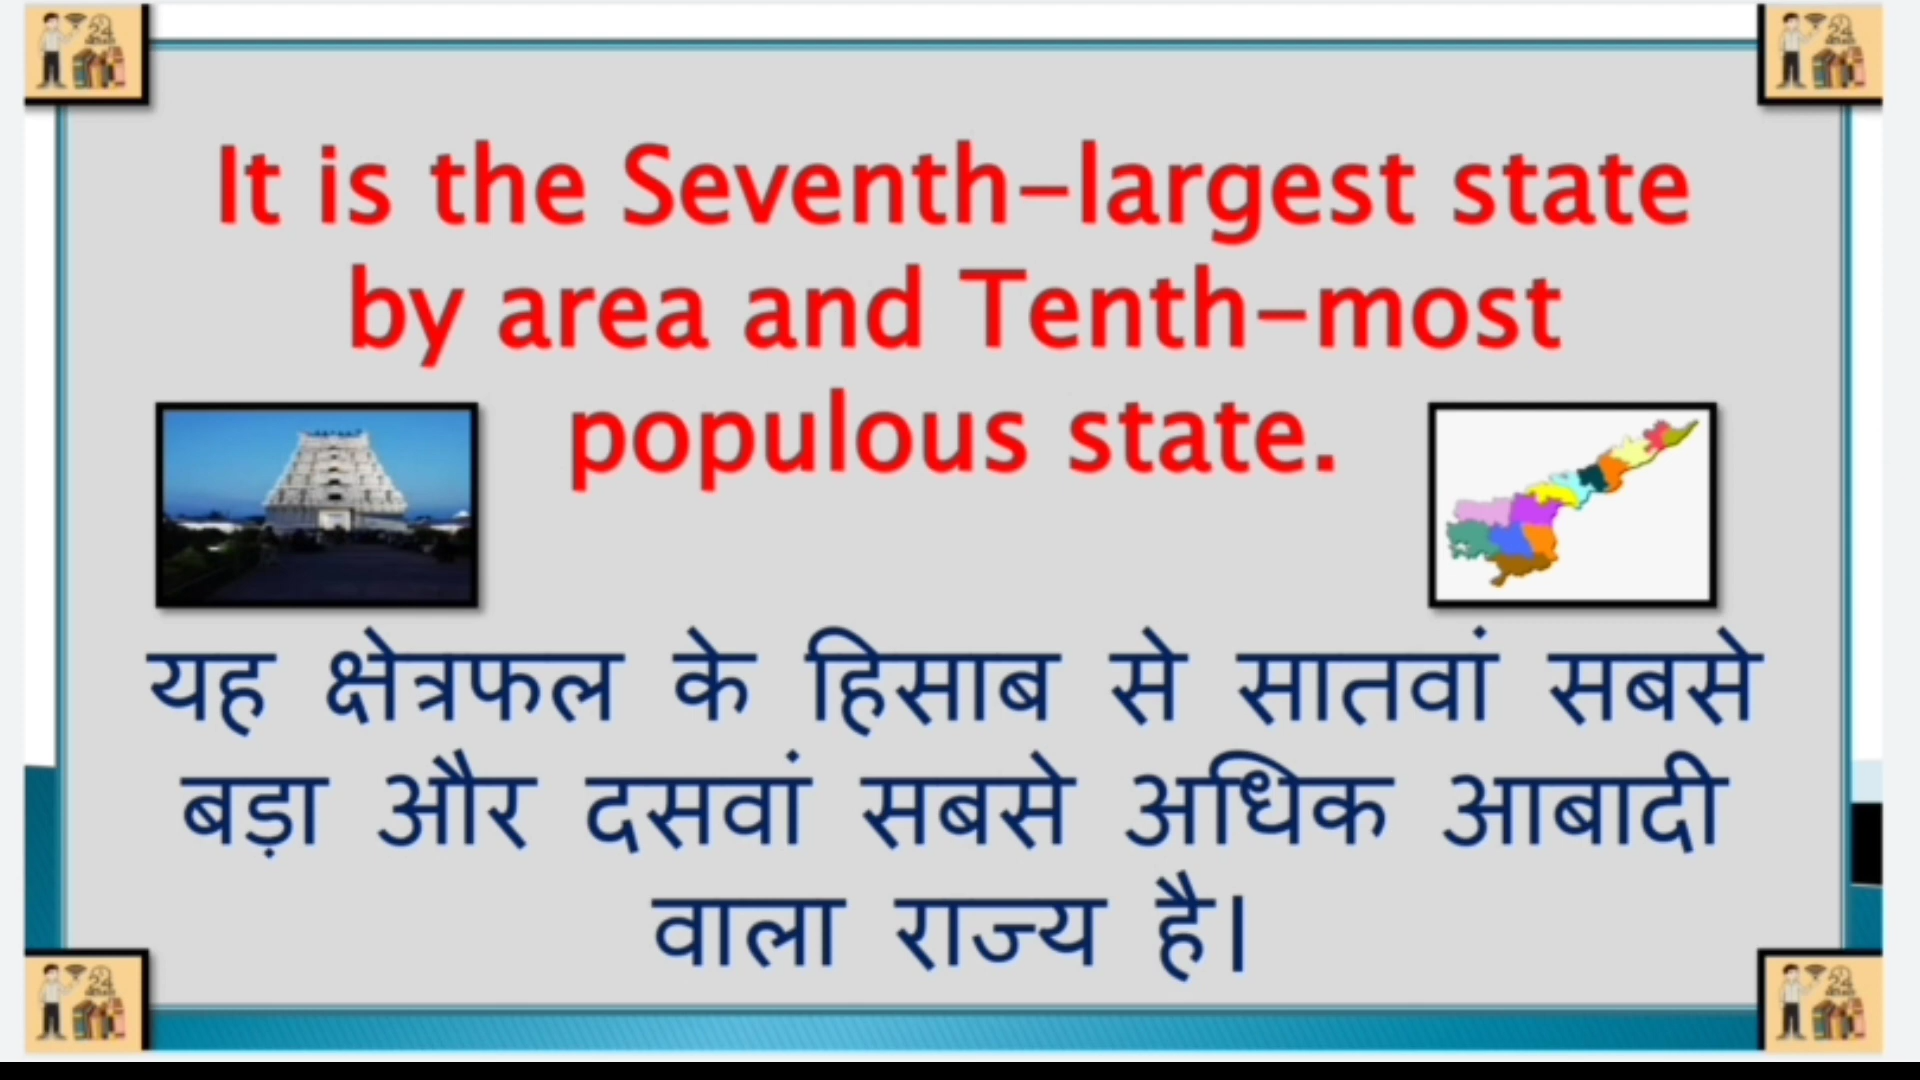 It is the Seventh-largest state
by area and Tenth-most
populous state.
यह क्षेत्रफल के हिसाब से सातवां सबसे
बड़ा और दसवां सबसे अधिक आबादी
वाला राज्य है।